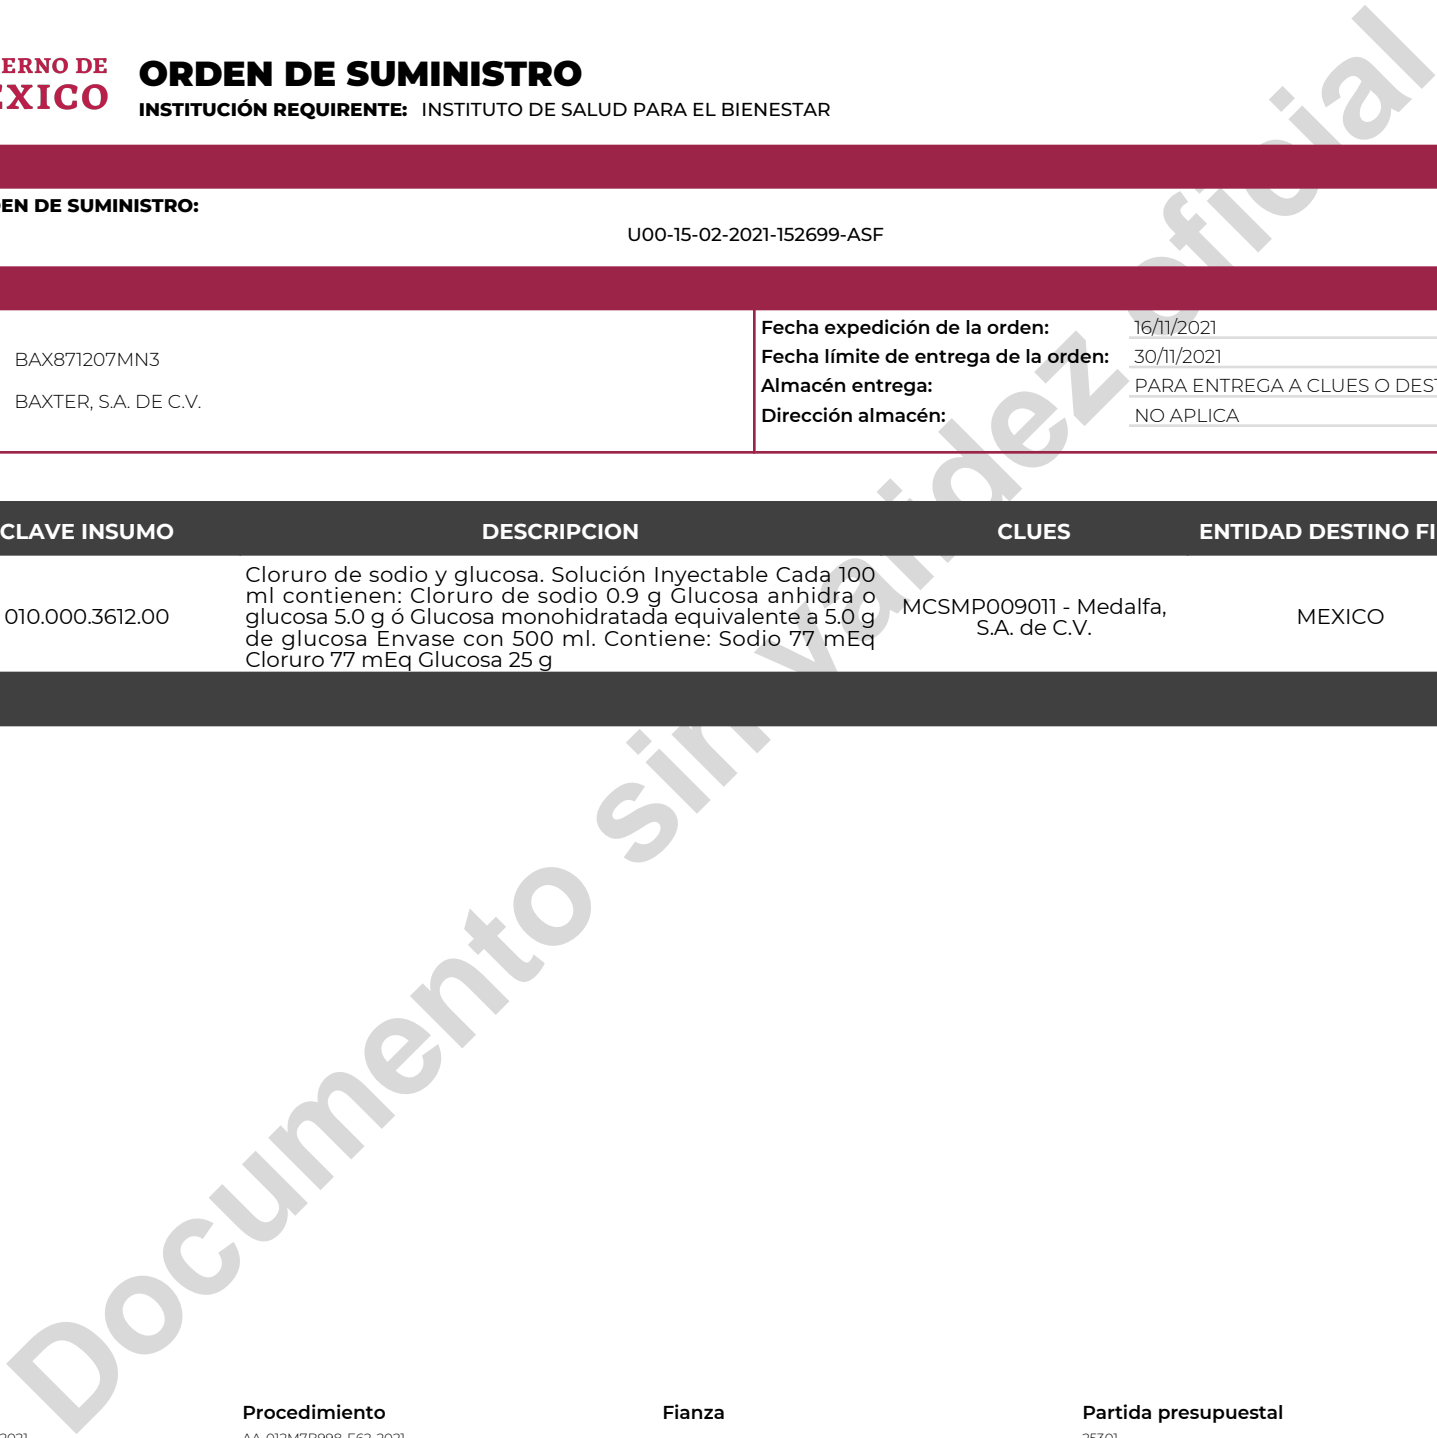 ERNO DE
EXICO
ORDEN DE SUMINISTRO
INSTITUCIÓN REQUIRENTE: INSTITUTO DE SALUD PARA EL BIENESTAR
EN DE SUMINISTRO:
U00-15-02-2021-152699-ASF
BAX871207MN3
BAXTER, S.A. DE C.V.
Fecha expedición de la orden: 16/11/2021
Fecha límite de entrega de la orden: 30/11/2021
Almacén entrega: PARA ENTREGA A CLUES O DEST
Dirección almacén: NO APLICA
CLAVE INSUMO DESCRIPCION CLUES ENTIDAD DESTINO FI
Cloruro de sodio y glucosa. Solución Inyectable Cada 100
ml contienen: Cloruro de sodio 0.9 g Glucosa anhidra o
glucosa 5.0 g ó Glucosa monohidratada equivalente a 5.0 g
de glucosa Envase con 500 ml. Contiene: Sodio 77 mEq
Cloruro 77 mEq Glucosa 25 g
010.000.3612.00
MCSMP009011 - Medalfa,
S.A. de C.V.
MEXICO
Documento sin validez oficial
Procedimiento Fianza Partida presupuestal